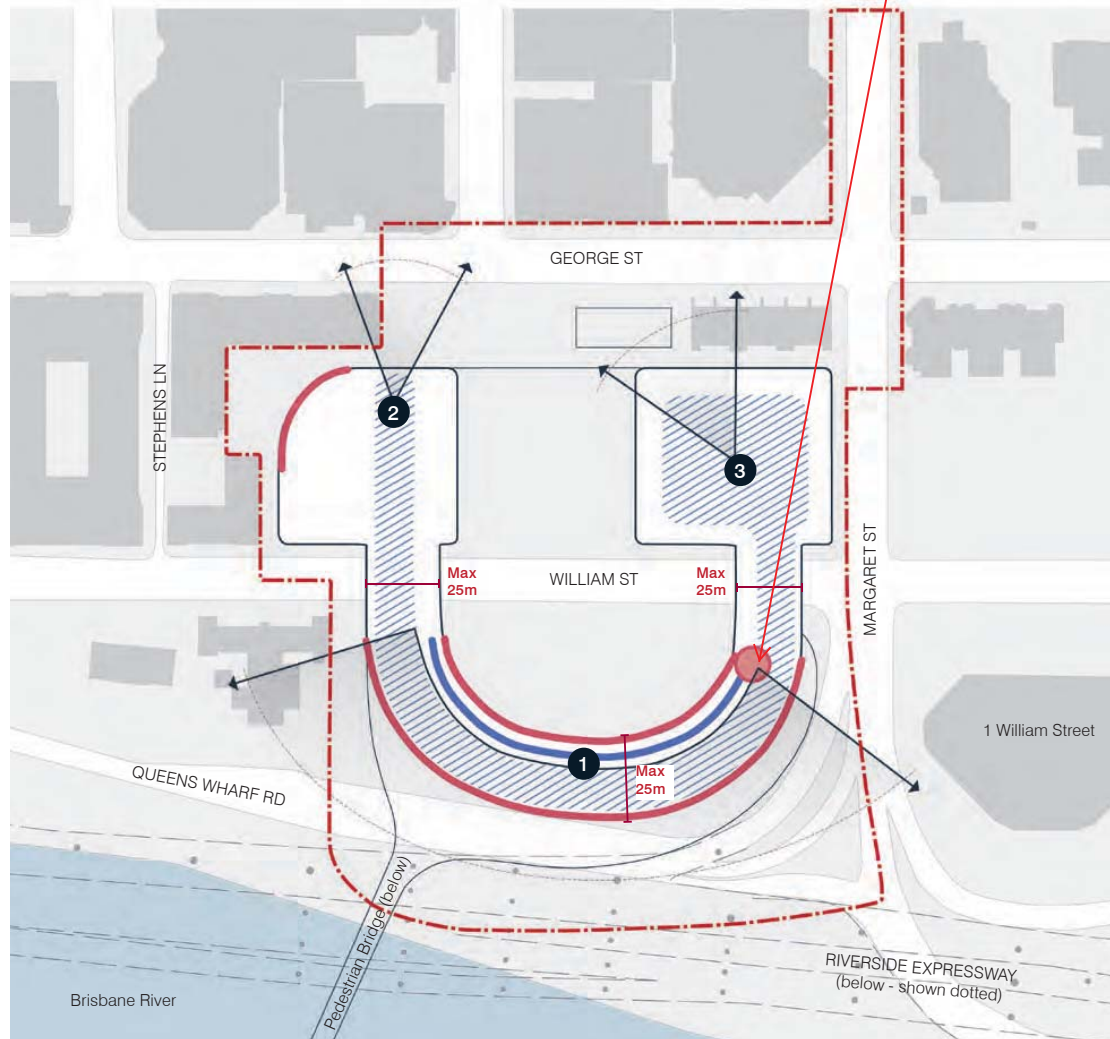 GEORGE ST
STEPHENS LN
2
3
MARGARET ST
Max
25m
WILLIAM ST
Max
25m
1 William Street
1
Max
25m
QUEENS WHARF RD
Pedestrian Bridge (below)
RIVERSIDE EXPRESSWAY
(below - shown dotted)
Brisbane River